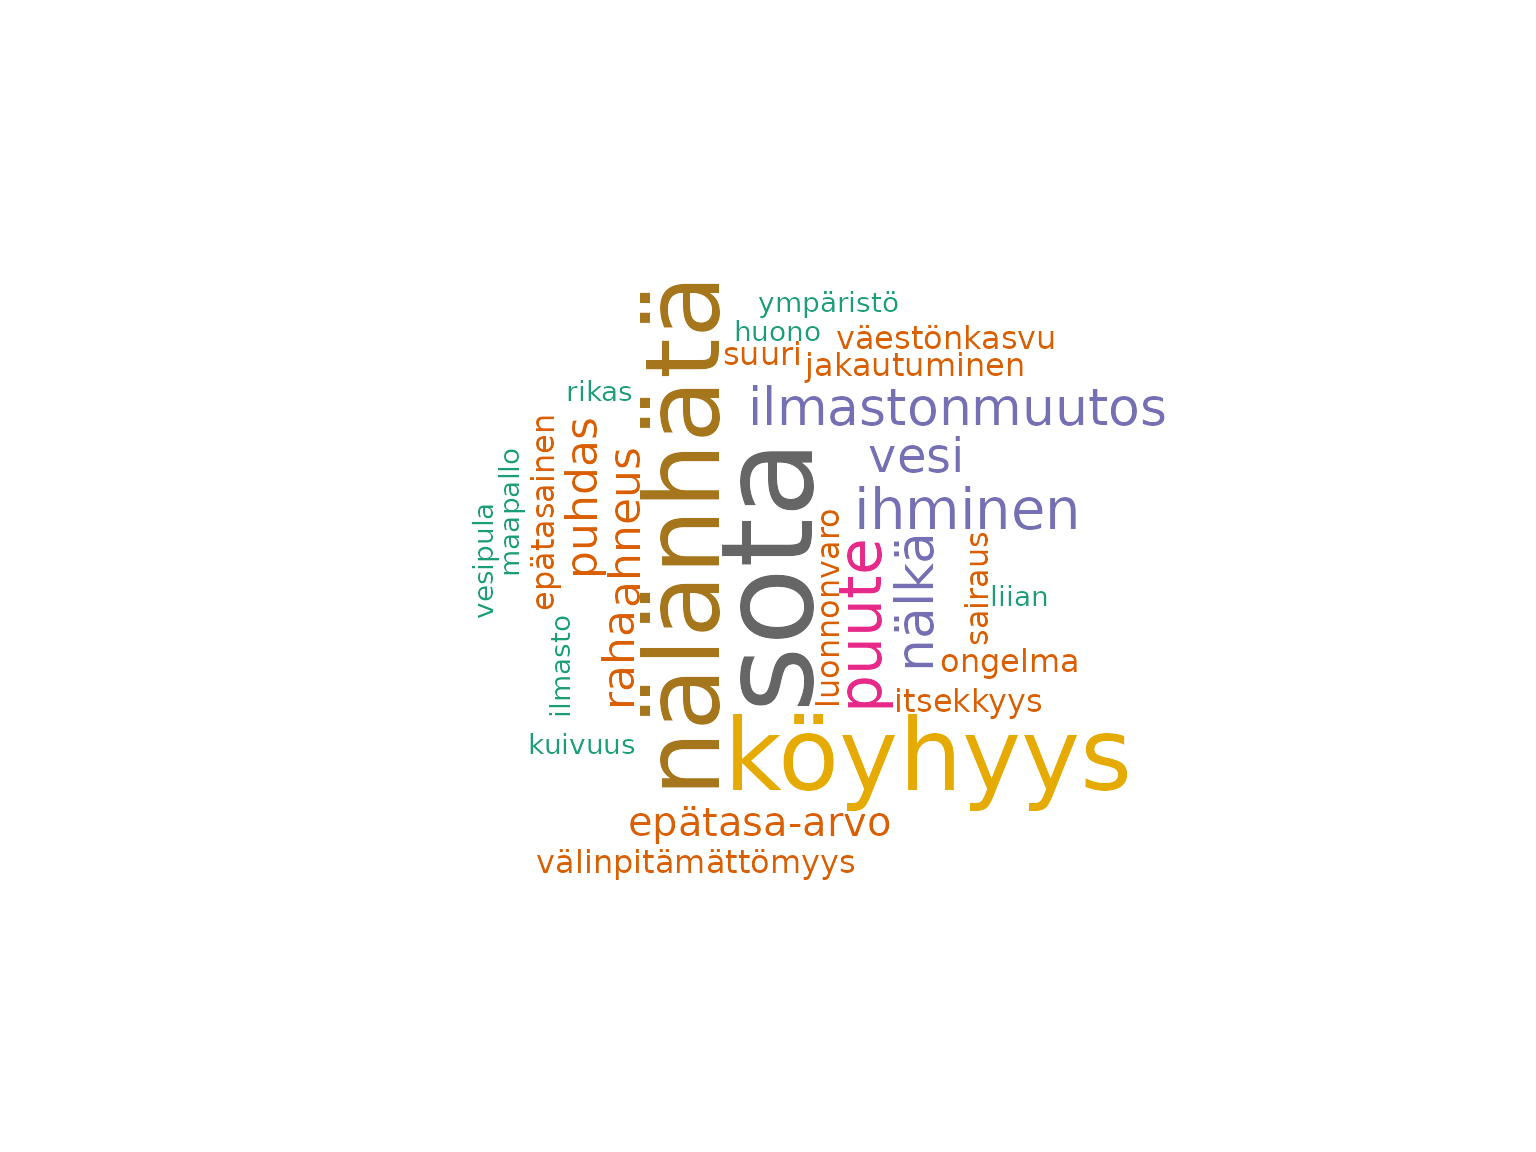 ympäristö
huono
väestönkasvu
suuri
jakautuminen
rikas
ilmastonmuutos
nälänhätä
sota
vesi
ihminen
puhdas
epätasainen
maapallo
vesipula
ahneus
raha
luonnonvaro
puute
nälkä
sairaus
liian
ilmasto
ongelma
itsekkyys
kuivuus
köyhyys
epätasa-arvo
välinpitämättömyys